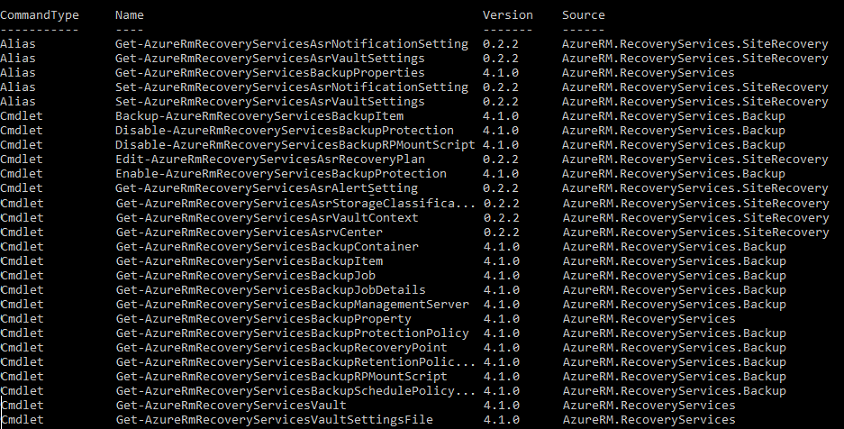 CommandType     Name                                               Version    Source
-----------     ----                                               -------    ------
Alias           Get-AzureRmRecoveryServicesAsrNotificationSetting  0.2.2      AzureRM.RecoveryServices.SiteRecovery
Alias           Get-AzureRmRecoveryServicesAsrVaultSettings        0.2.2      AzureRM.RecoveryServices.SiteRecovery
Alias           Get-AzureRmRecoveryServicesBackupProperties        4.1.0      AzureRM.RecoveryServices
Alias           Set-AzureRmRecoveryServicesAsrNotificationSetting  0.2.2      AzureRM.RecoveryServices.SiteRecovery
Alias           Set-AzureRmRecoveryServicesAsrVaultSettings        0.2.2      AzureRM.RecoveryServices.SiteRecovery
Cmdlet          Backup-AzureRmRecoveryServicesBackupItem           4.1.0      AzureRM.RecoveryServices.Backup
Cmdlet          Disable-AzureRmRecoveryServicesBackupProtection    4.1.0      AzureRM.RecoveryServices.Backup
Cmdlet          Disable-AzureRmRecoveryServicesBackupRPMountScript 4.1.0      AzureRM.RecoveryServices.Backup
Cmdlet          Edit-AzureRmRecoveryServicesAsrRecoveryPlan        0.2.2      AzureRM.RecoveryServices.SiteRecovery
Cmdlet          Enable-AzureRmRecoveryServicesBackupProtection     4.1.0      AzureRM.RecoveryServices.Backup
Cmdlet          Get-AzureRmRecoveryServicesAsrAlertSetting         0.2.2      AzureRM.RecoveryServices.SiteRecovery
Cmdlet          Get-AzureRmRecoveryServicesAsrStorageClassifica... 0.2.2      AzureRM.RecoveryServices.SiteRecovery
Cmdlet          Get-AzureRmRecoveryServicesAsrVaultContext         0.2.2      AzureRM.RecoveryServices.SiteRecovery
Cmdlet          Get-AzureRmRecoveryServicesAsrvCenter              0.2.2      AzureRM.RecoveryServices.SiteRecovery
Cmdlet          Get-AzureRmRecoveryServicesBackupContainer         4.1.0      AzureRM.RecoveryServices.Backup
Cmdlet          Get-AzureRmRecoveryServicesBackupItem              4.1.0      AzureRM.RecoveryServices.Backup
Cmdlet          Get-AzureRmRecoveryServicesBackupJob               4.1.0      AzureRM.RecoveryServices.Backup
Cmdlet          Get-AzureRmRecoveryServicesBackupJobDetails        4.1.0      AzureRM.RecoveryServices.Backup
Cmdlet          Get-AzureRmRecoveryServicesBackupManagementServer  4.1.0      AzureRM.RecoveryServices.Backup
Cmdlet          Get-AzureRmRecoveryServicesBackupProperty          4.1.0      AzureRM.RecoveryServices
Cmdlet          Get-AzureRmRecoveryServicesBackupProtectionPolicy  4.1.0      AzureRM.RecoveryServices.Backup
Cmdlet          Get-AzureRmRecoveryServicesBackupRecoveryPoint     4.1.0      AzureRM.RecoveryServices.Backup
Cmdlet          Get-AzureRmRecoveryServicesBackupRetentionPolic... 4.1.0      AzureRM.RecoveryServices.Backup
Cmdlet          Get-AzureRmRecoveryServicesBackupRPMountScript     4.1.0      AzureRM.RecoveryServices.Backup
Cmdlet          Get-AzureRmRecoveryServicesBackupSchedulePolicy... 4.1.0      AzureRM.RecoveryServices.Backup
Cmdlet          Get-AzureRmRecoveryServicesVault                   4.1.0      AzureRM.RecoveryServices
Cmdlet          Get-AzureRmRecoveryServicesVaultSettingsFile       4.1.0      AzureRM.RecoveryServices